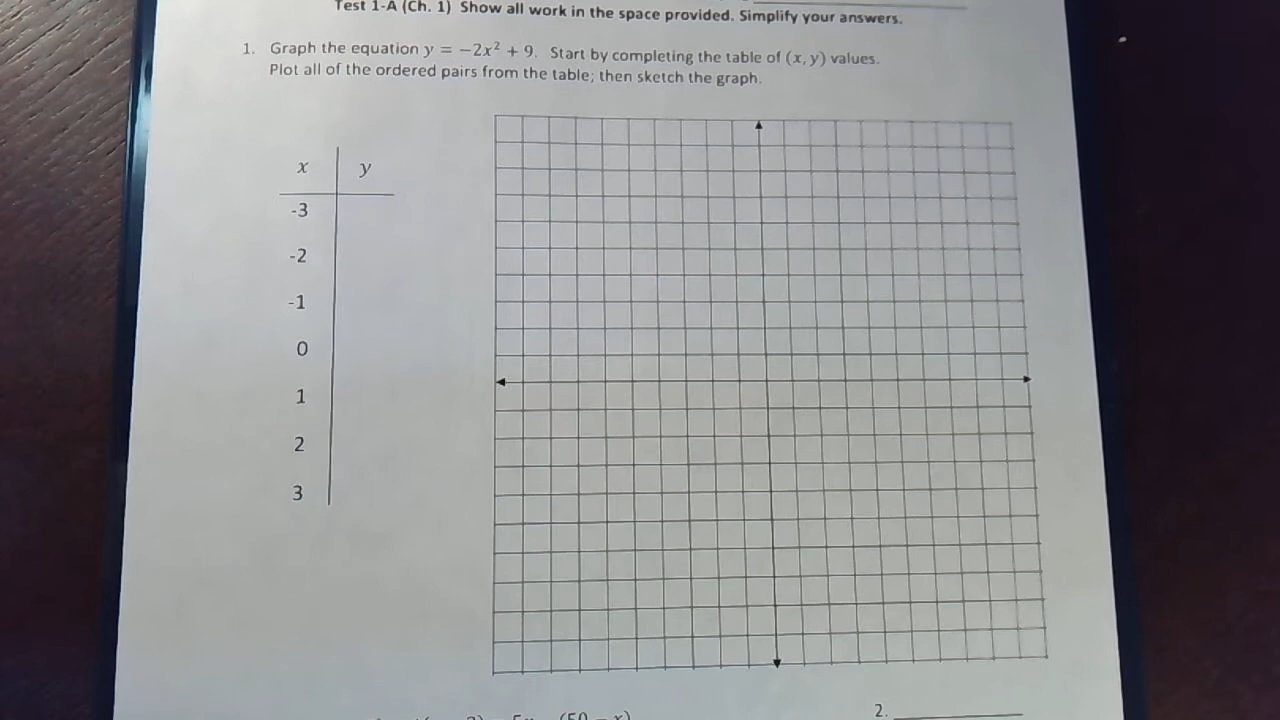 Test 1-A (Ch. 1) Show all work in the space provided. Simplify your answers.
1. Graph the equation y = −2x² + 9. Start by completing the table of (x, y) values.
Plot all of the ordered pairs from the table; then sketch the graph.
x y
-3
-2
-1
0
1
2
3
(50 − x)
2.